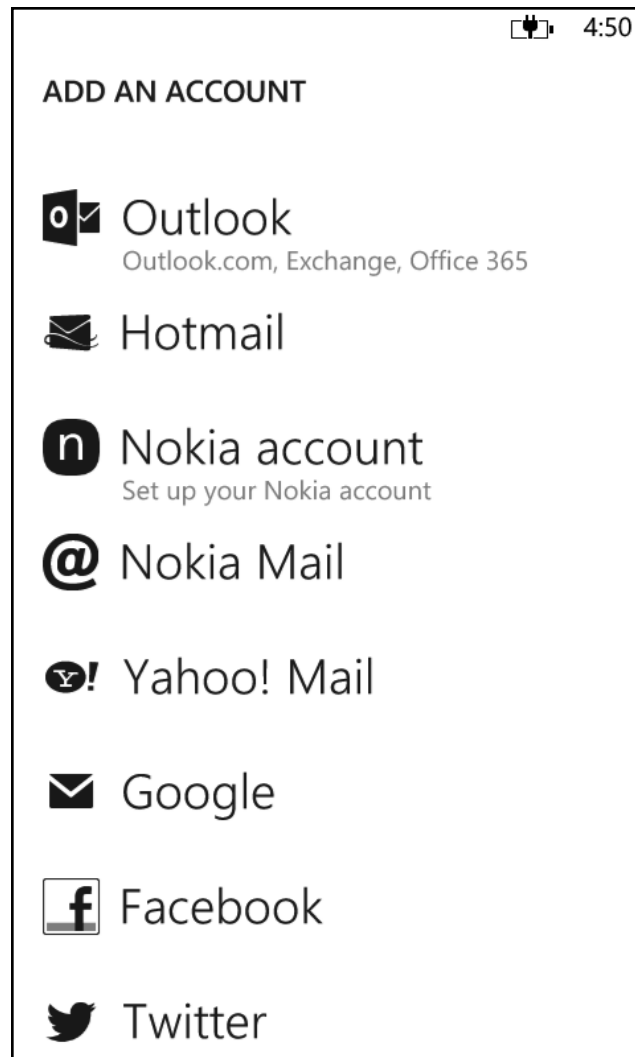 4:50
ADD AN ACCOUNT
Outlook
Outlook.com, Exchange, Office 365
Hotmail
n Nokia account
Set up your Nokia account
@ Nokia Mail
Y! Yahoo! Mail
Google
f Facebook
Twitter